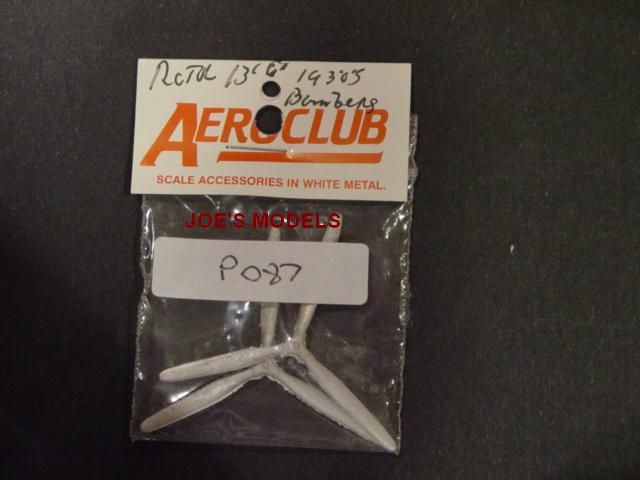 Rotol 13'6" 1930s
Bombers
AEROCLUB
SCALE ACCESSORIES IN WHITE METAL.
JOE'S MODELS
P087